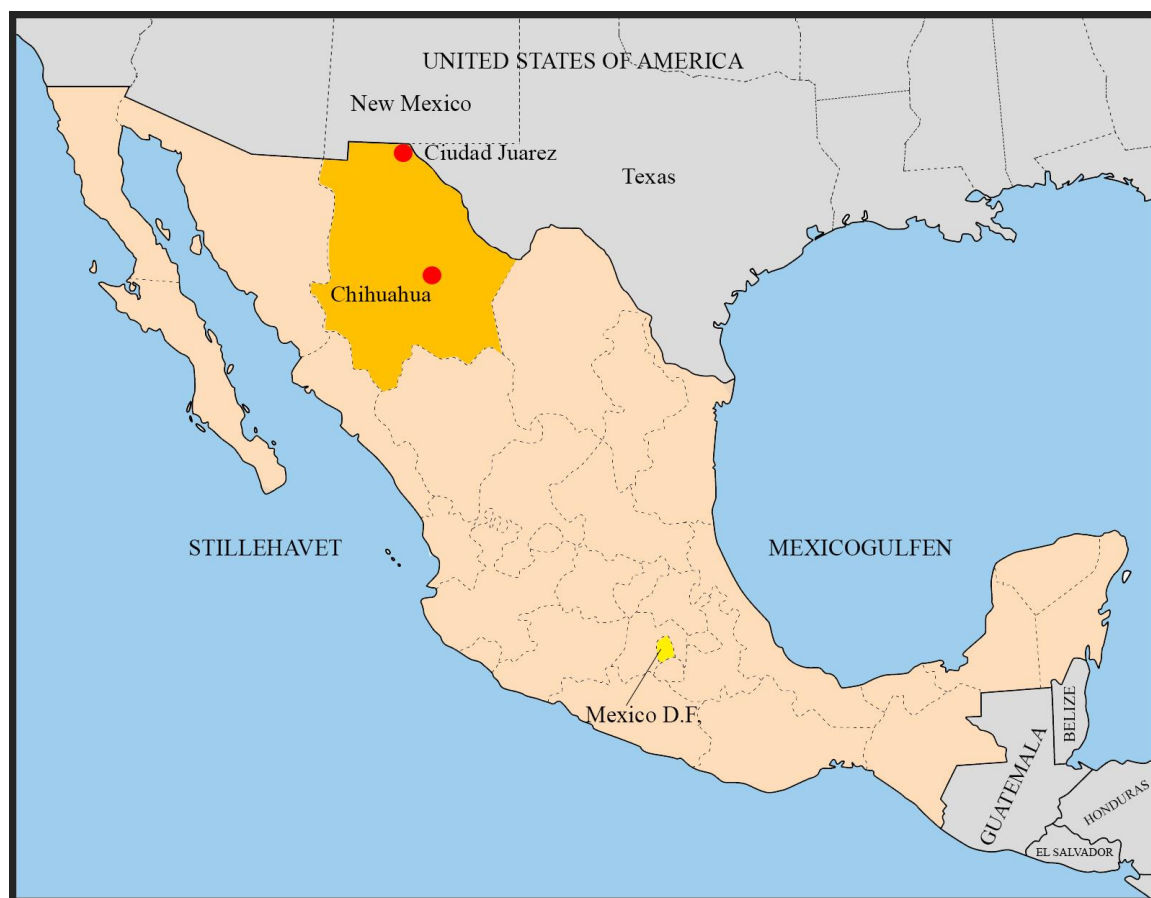 UNITED STATES OF AMERICA
New Mexico
Ciudad Juarez
Texas
Chihuahua
STILLEHAVET
MEXICOGULFEN
Mexico D.F,
BELIZE
GUATEMALA
HONDURAS
EL SALVADOR